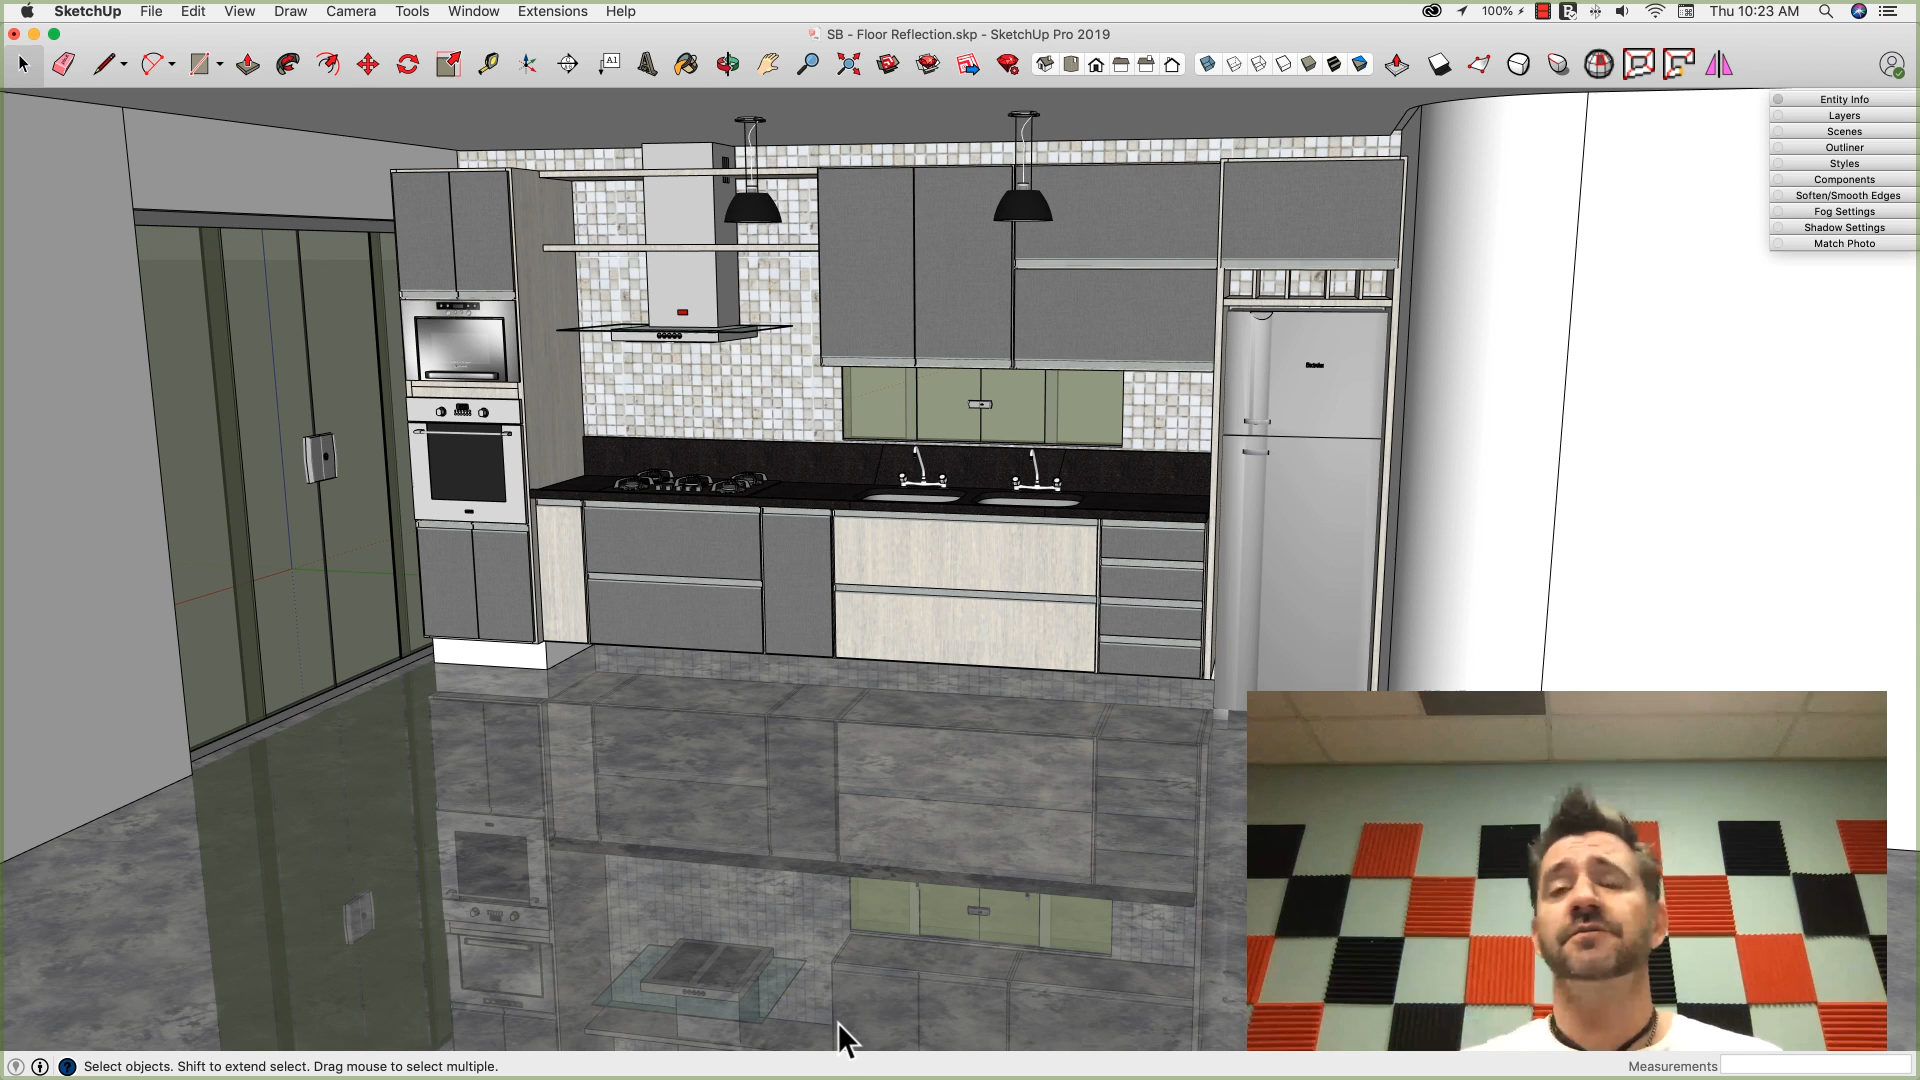 SketchUp File Edit View Draw Camera Tools Window Extensions Help
100% Thu 10:23 AM
SB - Floor Reflection.skp - SketchUp Pro 2019
A1
Entity Info
Layers
Scenes
Outliner
Styles
Components
Soften/Smooth Edges
Fog Settings
Shadow Settings
Match Photo
Electrolux
Select objects. Shift to extend select. Drag mouse to select multiple.
Measurements